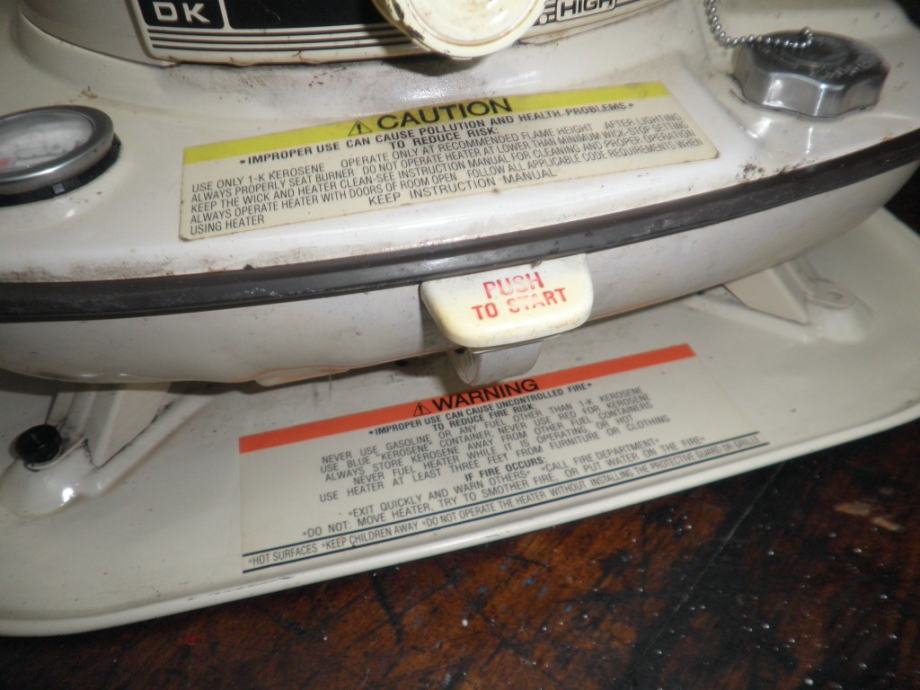 DK
HIGH
⚠ CAUTION
•IMPROPER USE CAN CAUSE POLLUTION AND HEALTH PROBLEMS•
TO REDUCE RISK:
USE ONLY 1-K KEROSENE OPERATE ONLY AT RECOMMENDED FLAME HEIGHT AFTER LIGHTING
ALWAYS PROPERLY SEAT BURNER DO NOT OPERATE HEATER AT LOWER THAN MINIMUM WICK-STOP SETTING
KEEP THE WICK AND HEATER CLEAN-SEE INSTRUCTION MANUAL FOR CLEANING AND PROPER WICK
ALWAYS OPERATE HEATER WITH DOORS OF ROOM OPEN FOLLOW ALL APPLICABLE CODE REQUIREMENTS WHEN
USING HEATER KEEP INSTRUCTION MANUAL
PUSH
TO START
⚠ WARNING
•IMPROPER USE CAN CAUSE UNCONTROLLED FIRE•
TO REDUCE FIRE RISK
NEVER USE GASOLINE OR ANY FUEL OTHER THAN 1-K KEROSENE
USE BLUE "KEROSENE" CONTAINER, NEVER USE RED FOR KEROSENE
ALWAYS STORE KEROSENE AWAY FROM OTHER FUEL CONTAINERS
NEVER FUEL HEATER WHILE IT IS OPERATING OR HOT
USE HEATER AT LEAST THREE FEET FROM FURNITURE OR CLOTHING
IF FIRE OCCURS:
•EXIT QUICKLY AND WARN OTHERS• •CALL FIRE DEPARTMENT•
•DO NOT: MOVE HEATER, TRY TO SMOTHER FIRE, OR PUT WATER ON THE FIRE•
•HOT SURFACES •KEEP CHILDREN AWAY •DO NOT OPERATE THE HEATER WITHOUT INSTALLING THE PROTECTIVE GUARD OR GRILLE